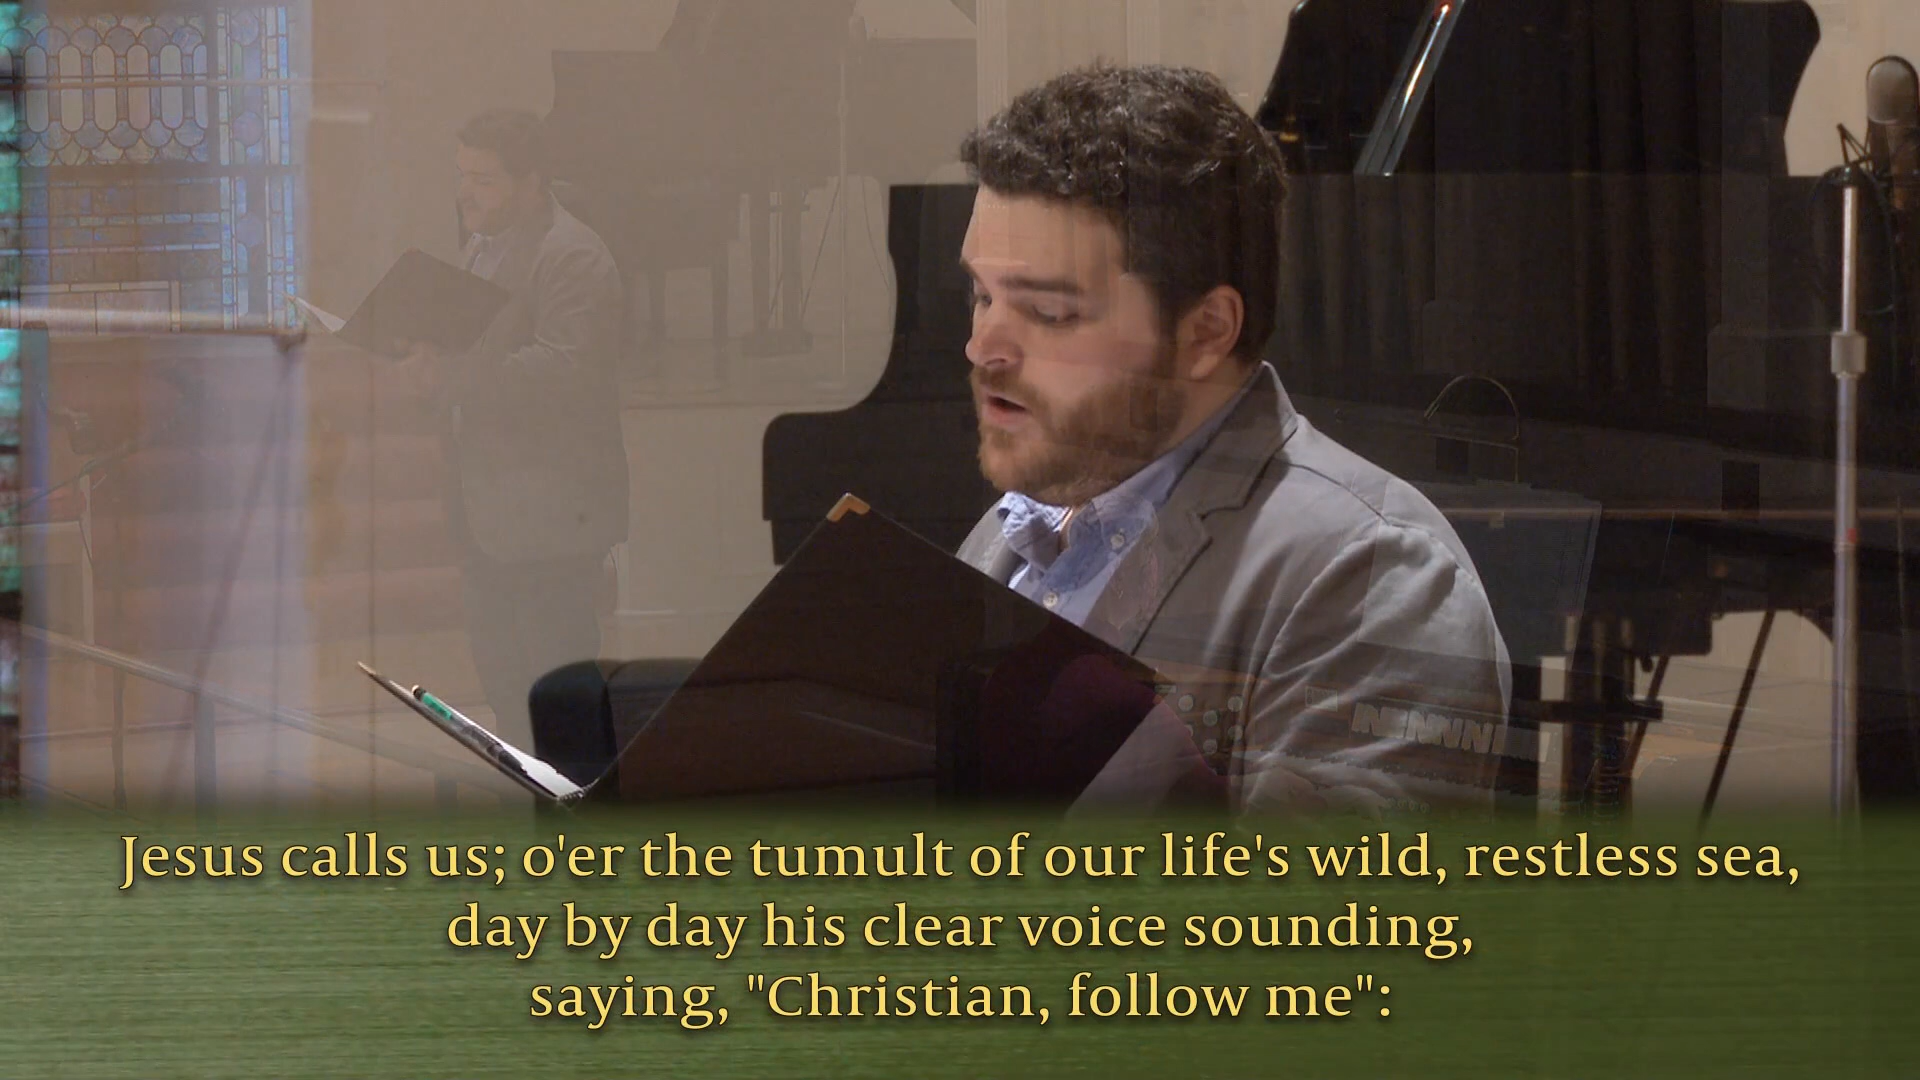 Jesus calls us; o'er the tumult of our life's wild, restless sea,
day by day his clear voice sounding,
saying, "Christian, follow me":